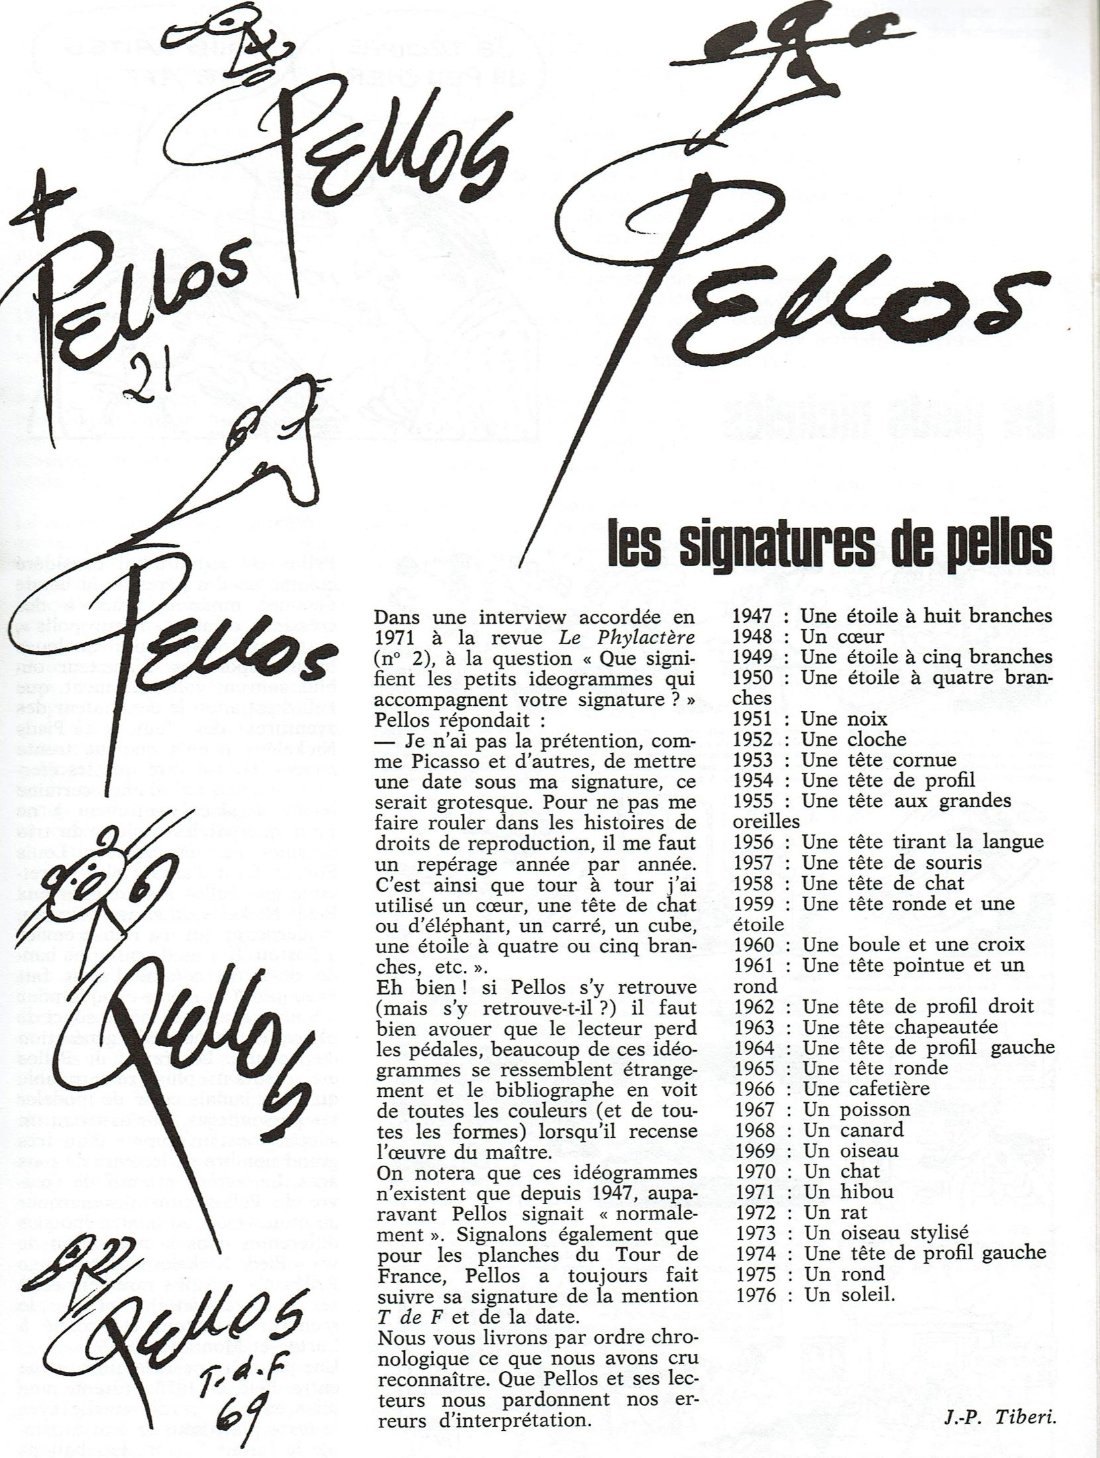 Pellos
Pellos
Pellos
21
Pellos
Pellos
Pellos
T.d.F
69
les signatures de pellos
Dans une interview accordée en
1971 à la revue Le Phylactère
(n° 2), à la question « Que signi-
fient les petits ideogrammes qui
accompagnent votre signature ? »
Pellos répondait :
— Je n'ai pas la prétention, com-
me Picasso et d'autres, de mettre
une date sous ma signature, ce
serait grotesque. Pour ne pas me
faire rouler dans les histoires de
droits de reproduction, il me faut
un repérage année par année.
C'est ainsi que tour à tour j'ai
utilisé un cœur, une tête de chat
ou d'éléphant, un carré, un cube,
une étoile à quatre ou cinq bran-
ches, etc. ».
Eh bien ! si Pellos s'y retrouve
(mais s'y retrouve-t-il ?) il faut
bien avouer que le lecteur perd
les pédales, beaucoup de ces idéo-
grammes se ressemblent étrange-
ment et le bibliographe en voit
de toutes les couleurs (et de tou-
tes les formes) lorsqu'il recense
l'œuvre du maître.
On notera que ces idéogrammes
n'existent que depuis 1947, aupa-
ravant Pellos signait « normale-
ment ». Signalons également que
pour les planches du Tour de
France, Pellos a toujours fait
suivre sa signature de la mention
T de F et de la date.
Nous vous livrons par ordre chro-
nologique ce que nous avons cru
reconnaître. Que Pellos et ses lec-
teurs nous pardonnent nos er-
reurs d'interprétation.
1947 : Une étoile à huit branches
1948 : Un cœur
1949 : Une étoile à cinq branches
1950 : Une étoile à quatre bran-
ches
1951 : Une noix
1952 : Une cloche
1953 : Une tête cornue
1954 : Une tête de profil
1955 : Une tête aux grandes
oreilles
1956 : Une tête tirant la langue
1957 : Une tête de souris
1958 : Une tête de chat
1959 : Une tête ronde et une
étoile
1960 : Une boule et une croix
1961 : Une tête pointue et un
rond
1962 : Une tête de profil droit
1963 : Une tête chapeautée
1964 : Une tête de profil gauche
1965 : Une tête ronde
1966 : Une cafetière
1967 : Un poisson
1968 : Un canard
1969 : Un oiseau
1970 : Un chat
1971 : Un hibou
1972 : Un rat
1973 : Un oiseau stylisé
1974 : Une tête de profil gauche
1975 : Un rond
1976 : Un soleil.
J.-P. Tiberi.